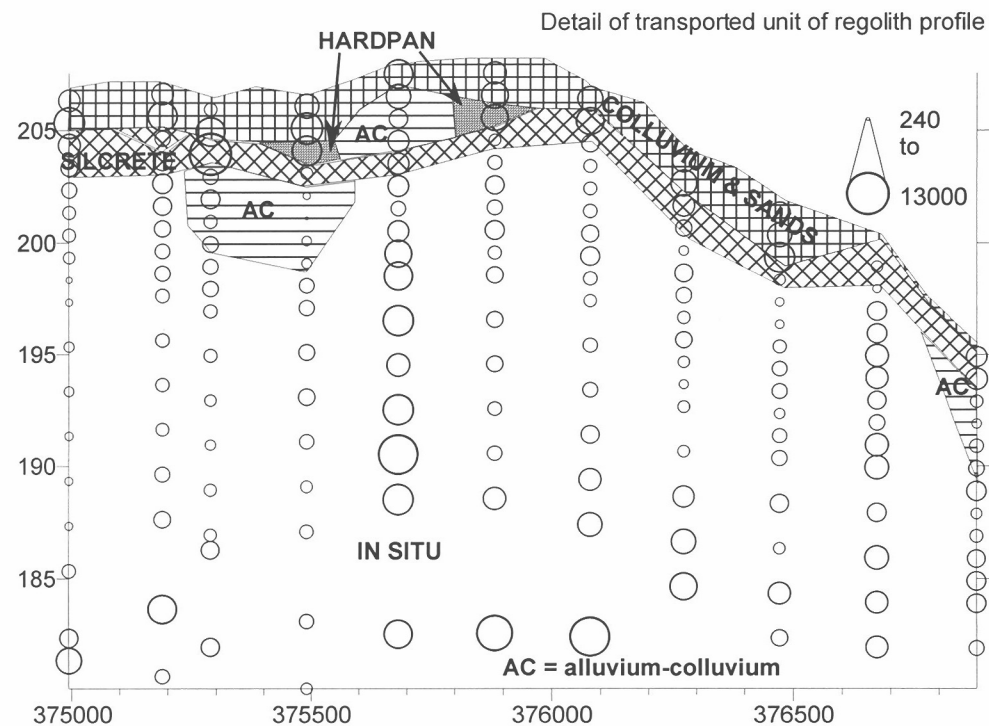 Detail of transported unit of regolith profile
HARDPAN
240
to
13000
205
AC
COLLUVIUM & SANDS
SILCRETE
AC
200
195
AC
190
IN SITU
185
AC = alluvium-colluvium
375000
375500
376000
376500